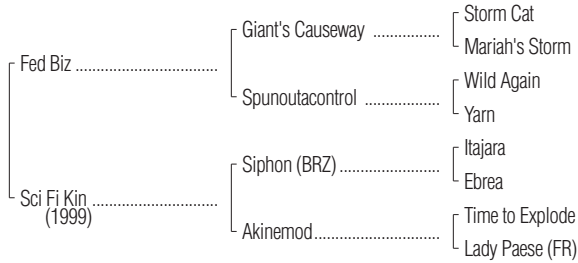 Storm Cat
Giant's Causeway ..................
Mariah's Storm
Fed Biz ......................................
Wild Again
Spunoutacontrol ....................
Yarn
Itajara
Siphon (BRZ) ...........................
Ebrea
Sci Fi Kin .................................
(1999)
Time to Explode
Akinemod .................................
Lady Paese (FR)